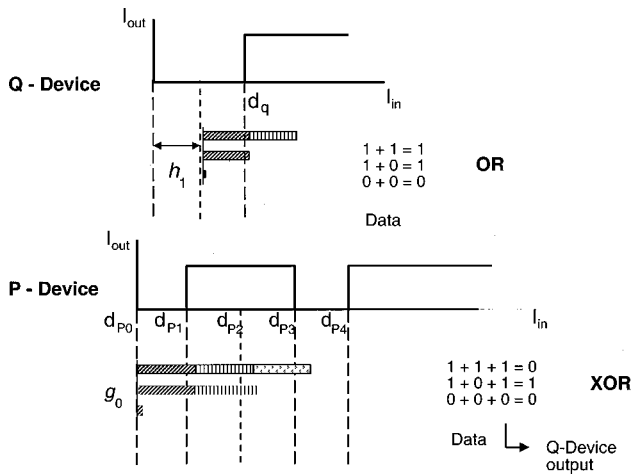 I_out
Q - Device
I_in
d_q
h_1
1 + 1 = 1
1 + 0 = 1
0 + 0 = 0
OR
Data
I_out
P - Device
I_in
d_P0 d_P1 d_P2 d_P3 d_P4
g_0
1 + 1 + 1 = 0
1 + 0 + 1 = 1
0 + 0 + 0 = 0
XOR
Data
Q-Device
output